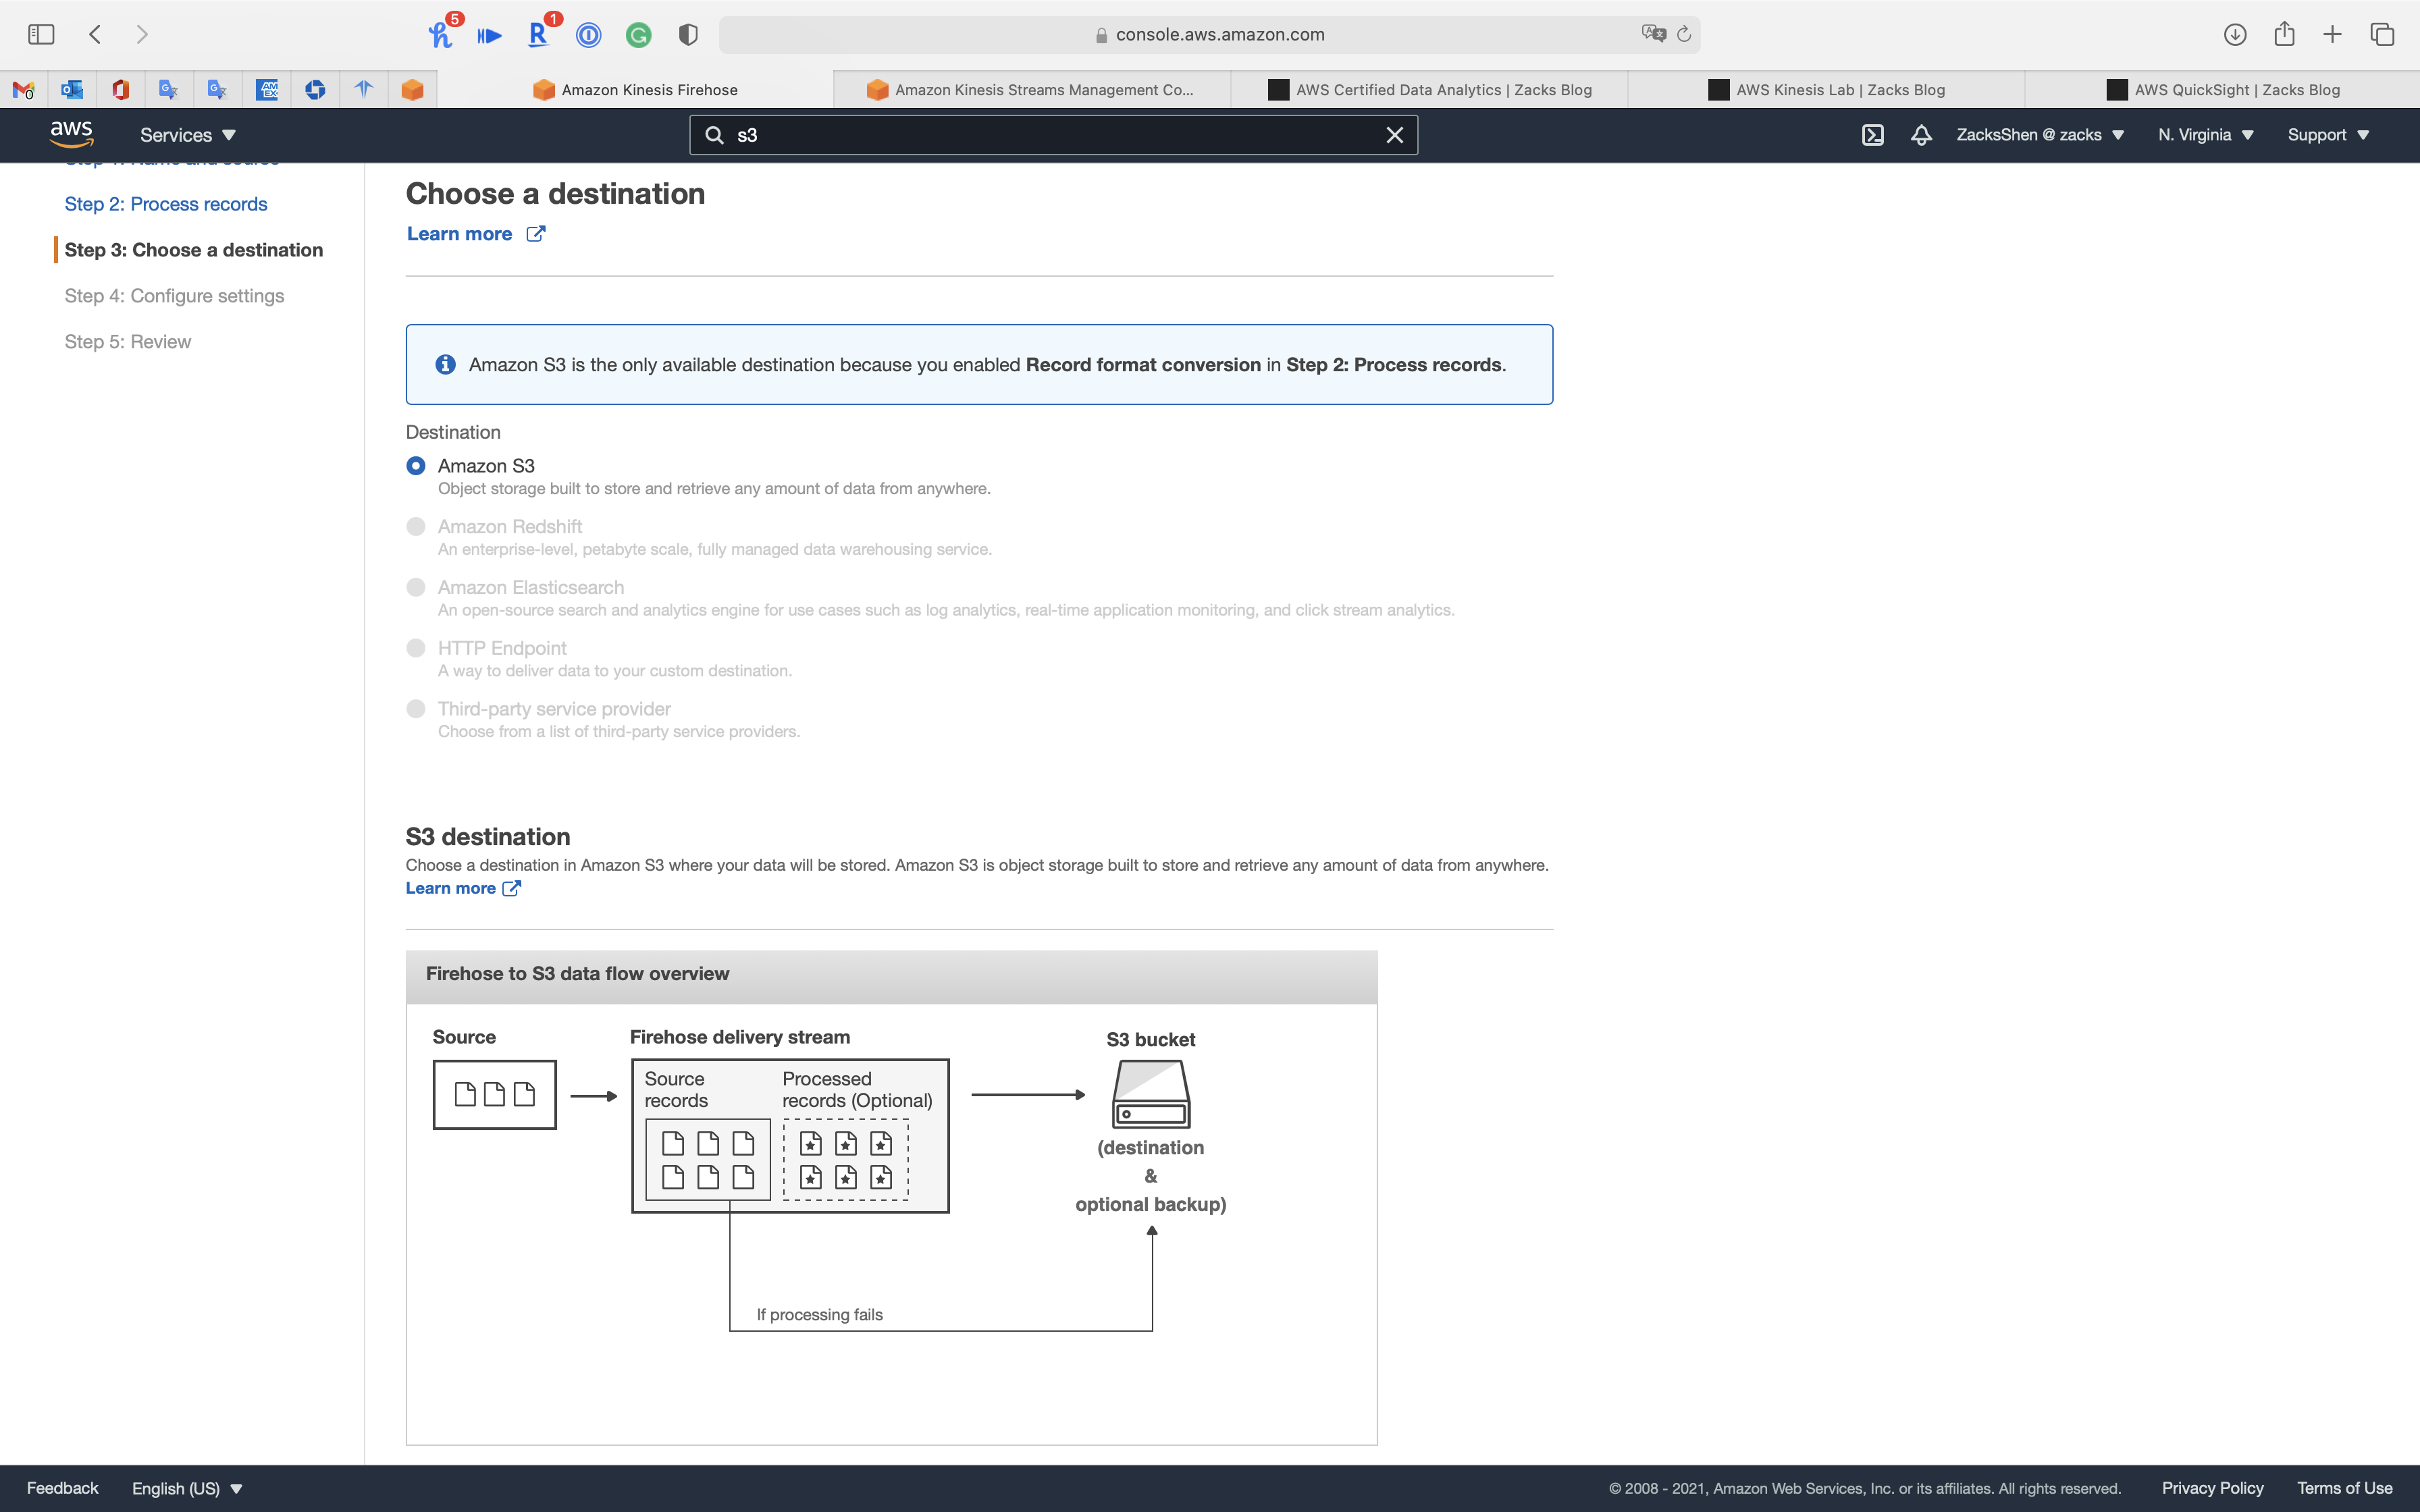 5
1
console.aws.amazon.com
0
AM
EX
Amazon Kinesis Firehose
Amazon Kinesis Streams Management Co...
AWS Certified Data Analytics | Zacks Blog
AWS Kinesis Lab | Zacks Blog
AWS QuickSight | Zacks Blog
aws
Services
s3
ZacksShen @ zacks
N. Virginia
Support
Step 1: Name and source
Step 2: Process records
Step 3: Choose a destination
Step 4: Configure settings
Step 5: Review
Choose a destination
Learn more
Amazon S3 is the only available destination because you enabled Record format conversion in Step 2: Process records.
Destination
Amazon S3
Object storage built to store and retrieve any amount of data from anywhere.
Amazon Redshift
An enterprise-level, petabyte scale, fully managed data warehousing service.
Amazon Elasticsearch
An open-source search and analytics engine for use cases such as log analytics, real-time application monitoring, and click stream analytics.
HTTP Endpoint
A way to deliver data to your custom destination.
Third-party service provider
Choose from a list of third-party service providers.
S3 destination
Choose a destination in Amazon S3 where your data will be stored. Amazon S3 is object storage built to store and retrieve any amount of data from anywhere.
Learn more
Firehose to S3 data flow overview
Source
Firehose delivery stream
S3 bucket
Source
records
Processed
records (Optional)
(destination
&
optional backup)
If processing fails
Feedback
English (US)
© 2008 - 2021, Amazon Web Services, Inc. or its affiliates. All rights reserved.
Privacy Policy
Terms of Use